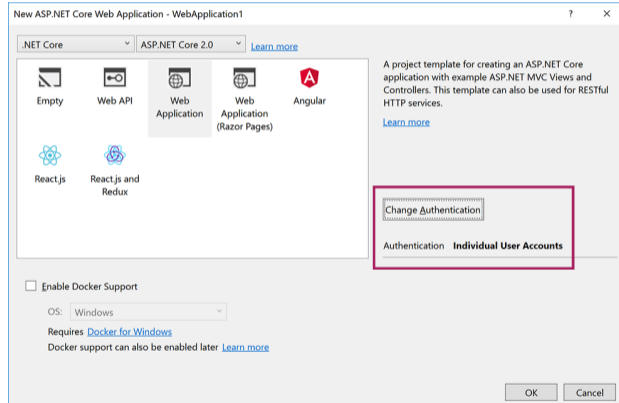 New ASP.NET Core Web Application - WebApplication1
?
.NET Core
ASP.NET Core 2.0
Learn more
Empty
Web API
Web
Application
Web
Application
(Razor Pages)
Angular
React.js
React.js and
Redux
A project template for creating an ASP.NET Core
application with example ASP.NET MVC Views and
Controllers. This template can also be used for RESTful
HTTP services.
Learn more
Change Authentication
Authentication Individual User Accounts
Enable Docker Support
OS: Windows
Requires Docker for Windows
Docker support can also be enabled later Learn more
OK
Cancel